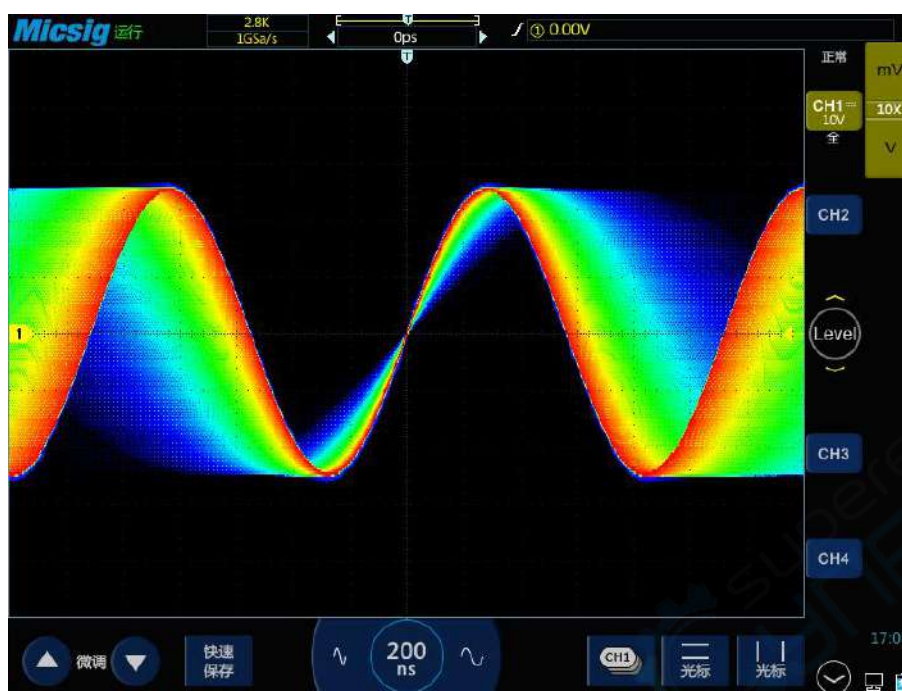 Micsig 运行
2.8K
1GSa/s
T
0ps
① 0.00V
T
正常
mV
CH1
10V
全
10X
V
CH2
1
Level
CH3
CH4
微调
快速
保存
200
ns
CH1
光标
光标
17:0